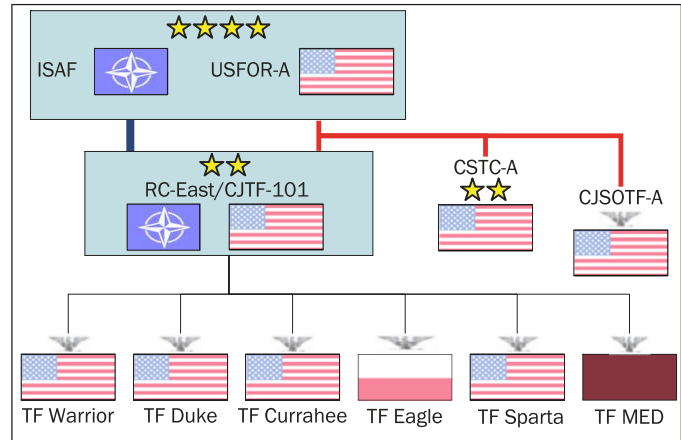 ISAF
USFOR-A
RC-East/CJTF-101
CSTC-A
CJSOTF-A
TF Warrior
TF Duke
TF Currahee
TF Eagle
TF Sparta
TF MED